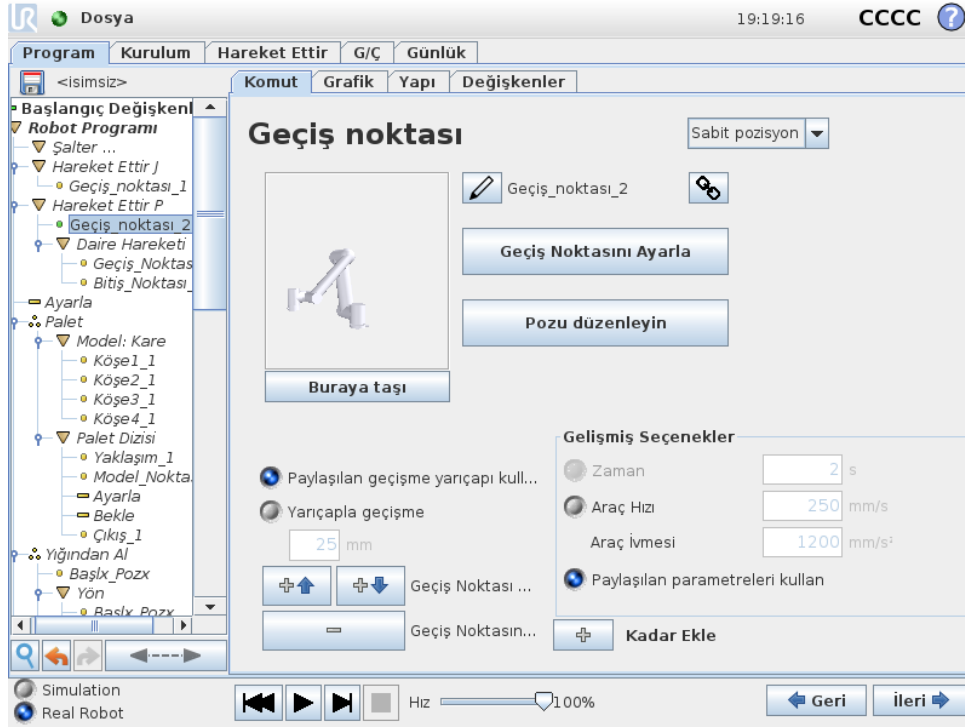 UR Dosya 19:19:16 CCCC ?
Program Kurulum Hareket Ettir G/Ç Günlük
<isimsiz>
Komut Grafik Yapı Değişkenler
Başlangıç Değişkenl
Robot Programı
Şalter ...
Hareket Ettir J
Geçiş_noktası_1
Hareket Ettir P
Geçiş_noktası_2
Daire Hareketi
Geçiş_Noktas
Bitiş_Noktası_
Ayarla
Palet
Model: Kare
Köşe1_1
Köşe2_1
Köşe3_1
Köşe4_1
Palet Dizisi
Yaklaşım_1
Model_Nokta
Ayarla
Bekle
Çıkış_1
Yığından Al
Başlx_Pozx
Yön
Başlx_Pozx
Geçiş noktası
Sabit pozisyon
Geçiş_noktası_2
Geçiş Noktasını Ayarla
Pozu düzenleyin
Buraya taşı
Paylaşılan geçişme yarıçapı kull...
Yarıçapla geçişme
25 mm
Geçiş Noktası ...
Geçiş Noktasın...
Gelişmiş Seçenekler
Zaman 2 s
Araç Hızı 250 mm/s
Araç İvmesi 1200 mm/s²
Paylaşılan parametreleri kullan
Kadar Ekle
Simulation
Real Robot
Hız 100%
Geri İleri